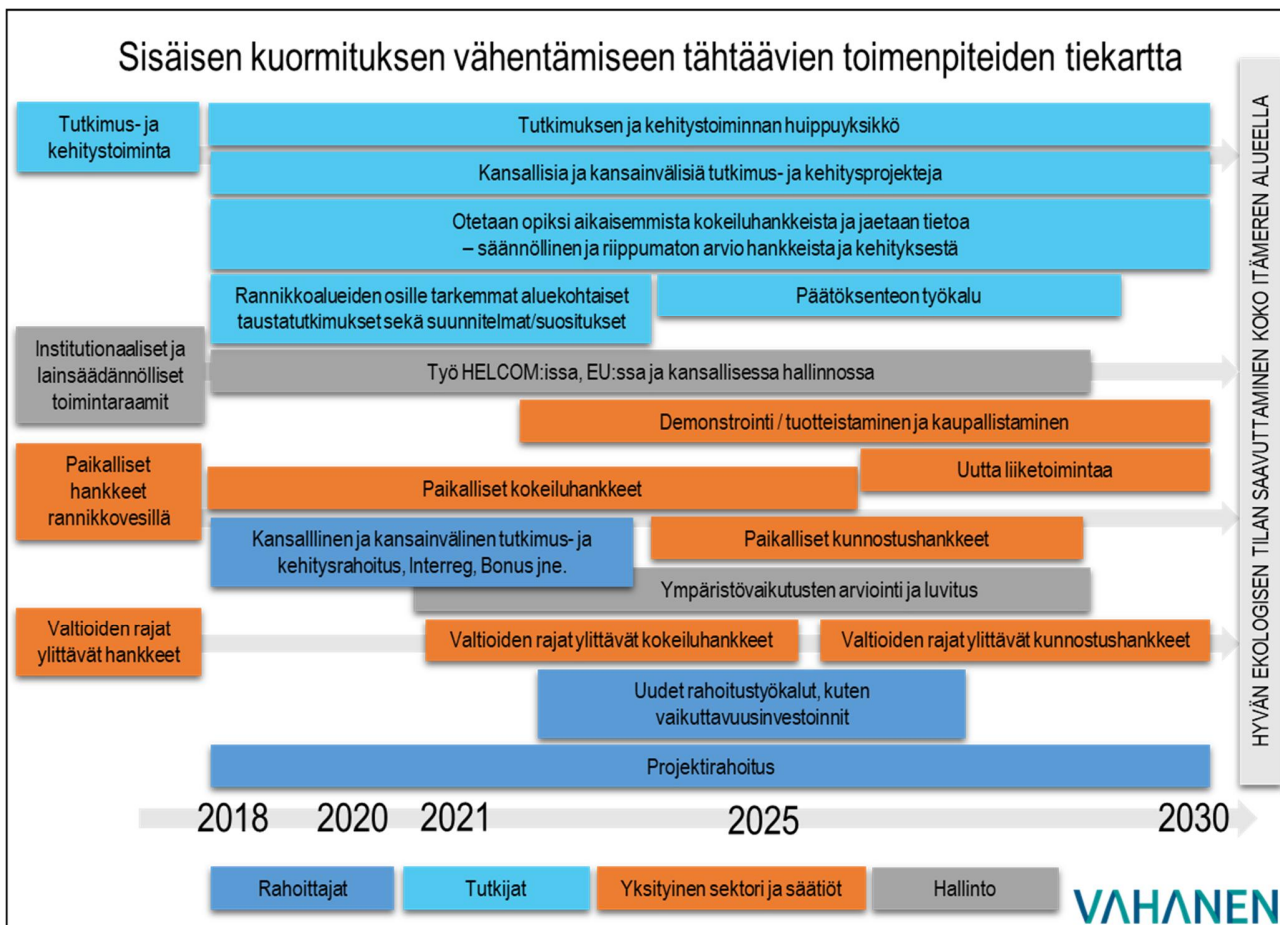 Sisäisen kuormituksen vähentämiseen tähtäävien toimenpiteiden tiekartta
Tutkimus- ja
kehitystoiminta
Tutkimuksen ja kehitystoiminnan huippuyksikkö
Kansallisia ja kansainvälisiä tutkimus- ja kehitysprojekteja
Otetaan opiksi aikaisemmista kokeiluhankkeista ja jaetaan tietoa
– säännöllinen ja riippumaton arvio hankkeista ja kehityksestä
Rannikkoalueiden osille tarkemmat aluekohtaiset
taustatutkimukset sekä suunnitelmat/suositukset
Päätöksenteon työkalu
Institutionaaliset ja
lainsäädännölliset
toimintaraamit
Työ HELCOM:issa, EU:ssa ja kansallisessa hallinnossa
Demonstrointi / tuotteistaminen ja kaupallistaminen
Paikalliset
hankkeet
rannikkovesillä
Uutta liiketoimintaa
Paikalliset kokeiluhankkeet
Kansalllinen ja kansainvälinen tutkimus- ja
kehitysrahoitus, Interreg, Bonus jne.
Paikalliset kunnostushankkeet
Ympäristövaikutusten arviointi ja luvitus
Valtioiden rajat
ylittävät hankkeet
Valtioiden rajat ylittävät kokeiluhankkeet
Valtioiden rajat ylittävät kunnostushankkeet
Uudet rahoitustyökalut, kuten
vaikuttavuusinvestoinnit
Projektirahoitus
HYVÄN EKOLOGISEN TILAN SAAVUTTAMINEN KOKO ITÄMEREN ALUEELLA
2018 2020 2021 2025 2030
Rahoittajat
Tutkijat
Yksityinen sektori ja säätiöt
Hallinto
VAHANEN